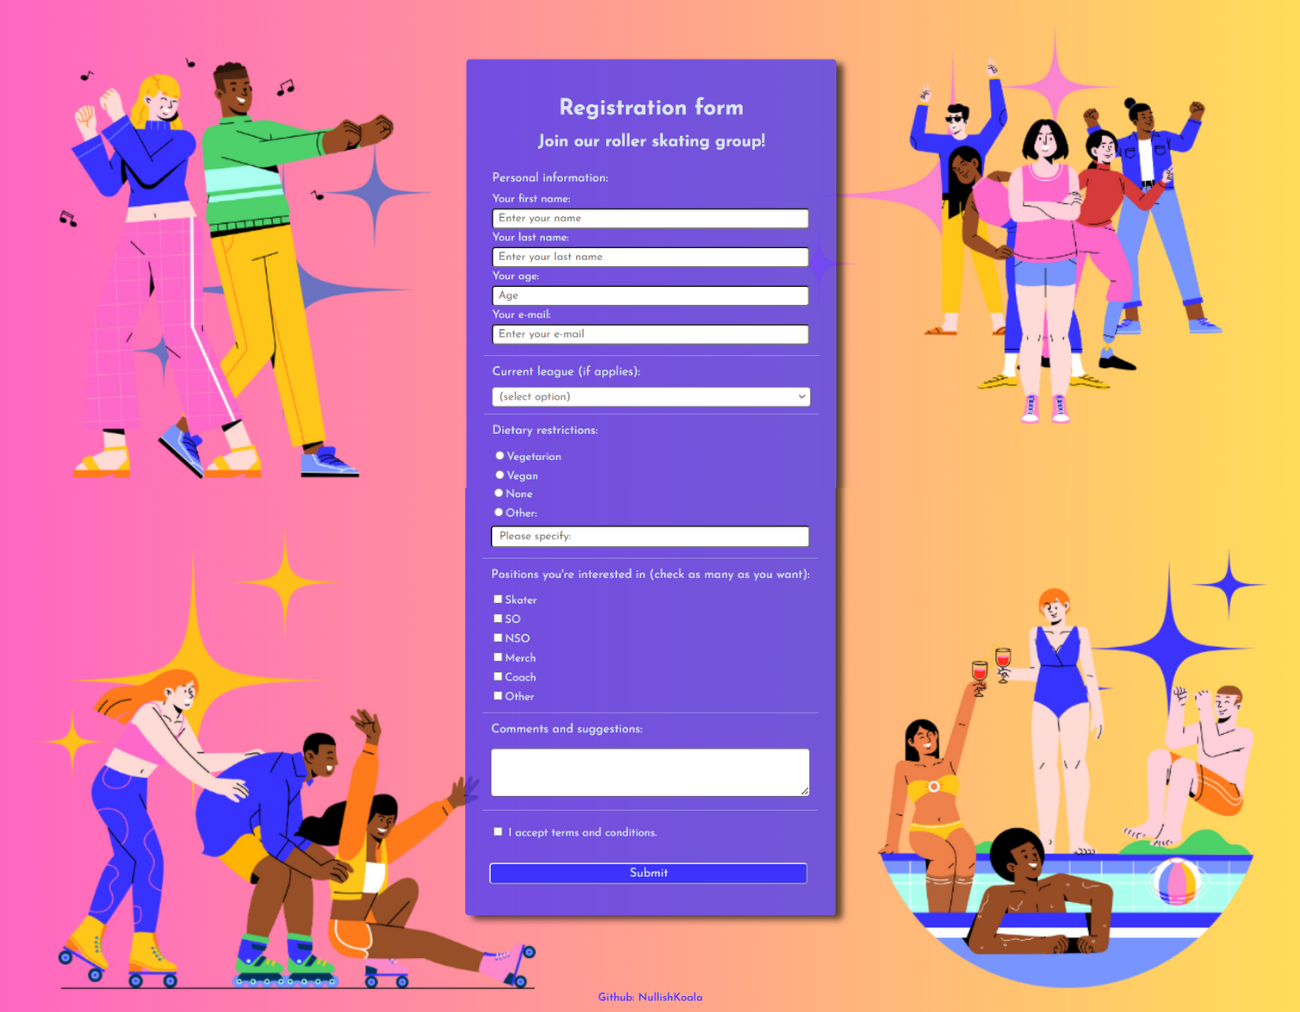 Registration form
Join our roller skating group!
Personal information:
Your first name:
Enter your name
Your last name:
Enter your last name
Your age:
Age
Your e-mail:
Enter your e-mail
Current league (if applies):
(select option)
Dietary restrictions:
Vegetarian
Vegan
None
Other:
Please specify:
Positions you're interested in (check as many as you want):
Skater
SO
NSO
Merch
Coach
Other
Comments and suggestions:
I accept terms and conditions.
Submit
Github: NullishKoala